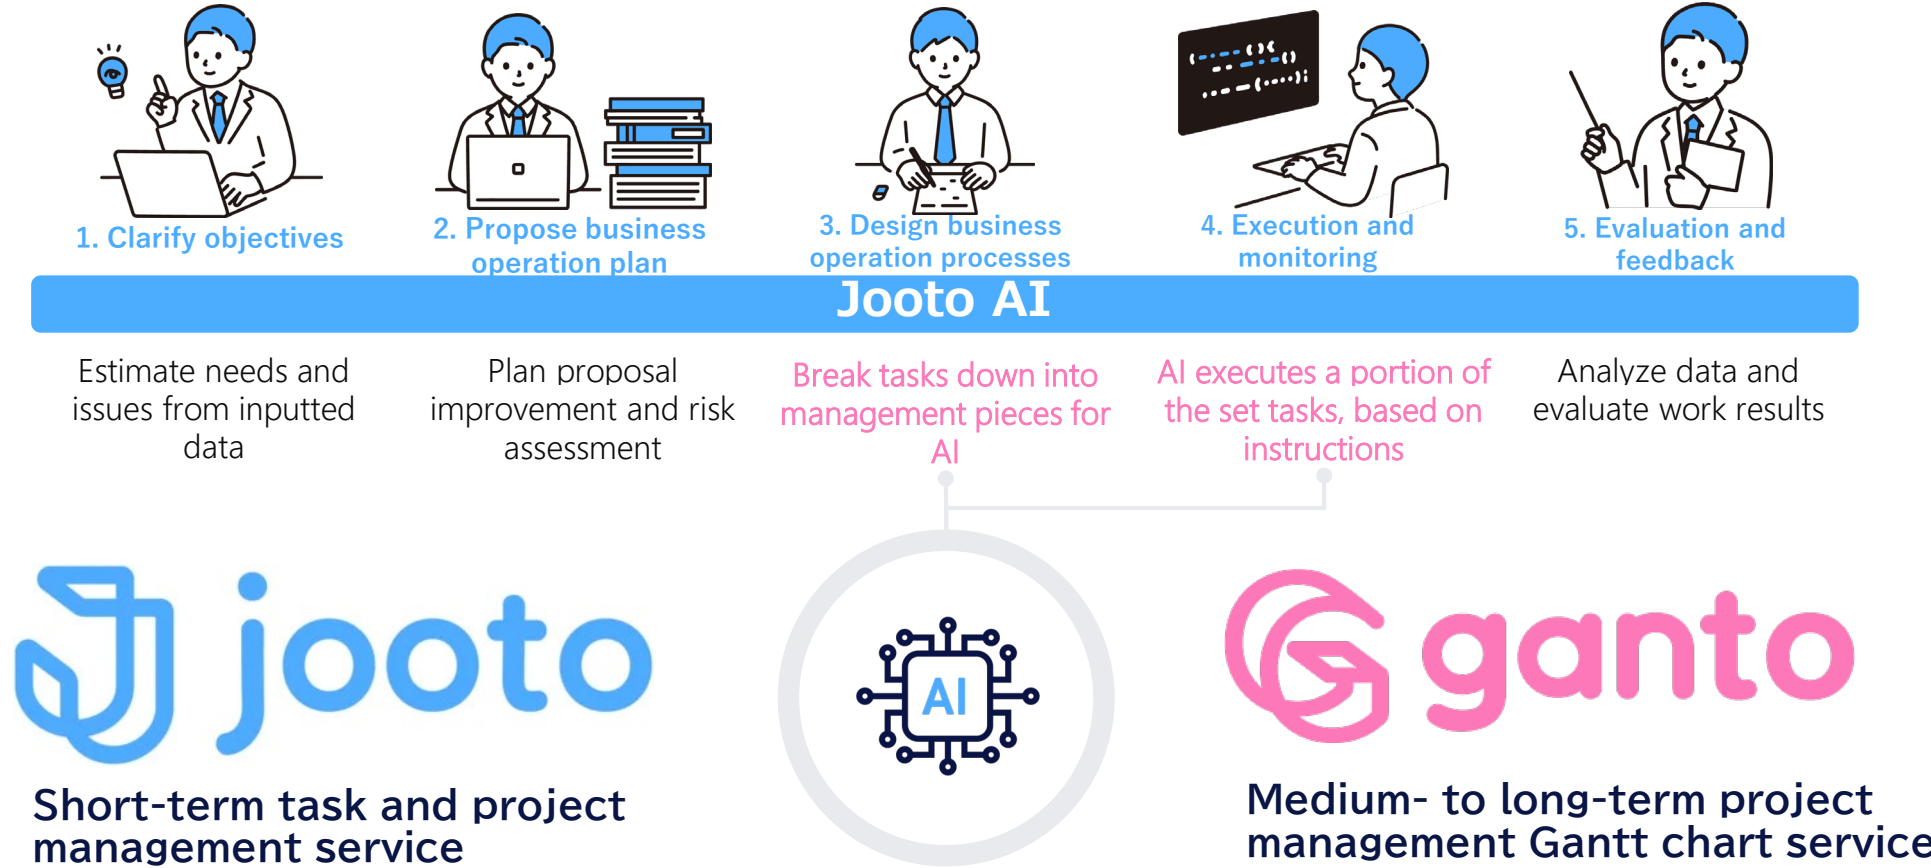 1. Clarify objectives
2. Propose business
operation plan
3. Design business
operation processes
4. Execution and
monitoring
5. Evaluation and
feedback
Jooto AI
Estimate needs and
issues from inputted
data
Plan proposal
improvement and risk
assessment
Break tasks down into
management pieces for
AI
AI executes a portion of
the set tasks, based on
instructions
Analyze data and
evaluate work results
jooto
Short-term task and project
management service
AI
ganto
Medium- to long-term project
management Gantt chart service